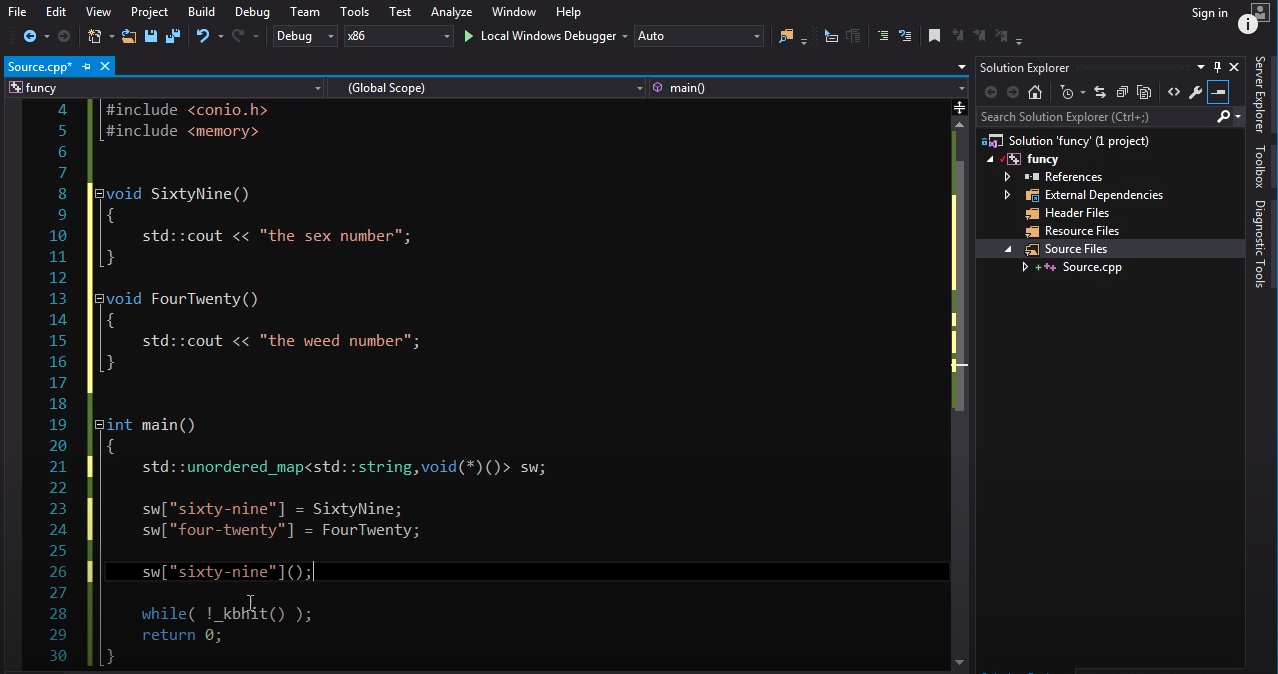 File Edit View Project Build Debug Team Tools Test Analyze Window Help
Sign in
Debug x86 Local Windows Debugger Auto
Source.cpp*
funcy (Global Scope) main()
4 #include <conio.h>
5 #include <memory>
6
7
8 void SixtyNine()
9 {
10 std::cout << "the sex number";
11 }
12
13 void FourTwenty()
14 {
15 std::cout << "the weed number";
16 }
17
18
19 int main()
20 {
21 std::unordered_map<std::string,void(*)()> sw;
22
23 sw["sixty-nine"] = SixtyNine;
24 sw["four-twenty"] = FourTwenty;
25
26 sw["sixty-nine"]();
27
28 while( !_kbhit() );
29 return 0;
30 }
Solution Explorer
Search Solution Explorer (Ctrl+;)
Solution 'funcy' (1 project)
funcy
References
External Dependencies
Header Files
Resource Files
Source Files
Source.cpp
Server Explorer
Toolbox
Diagnostic Tools